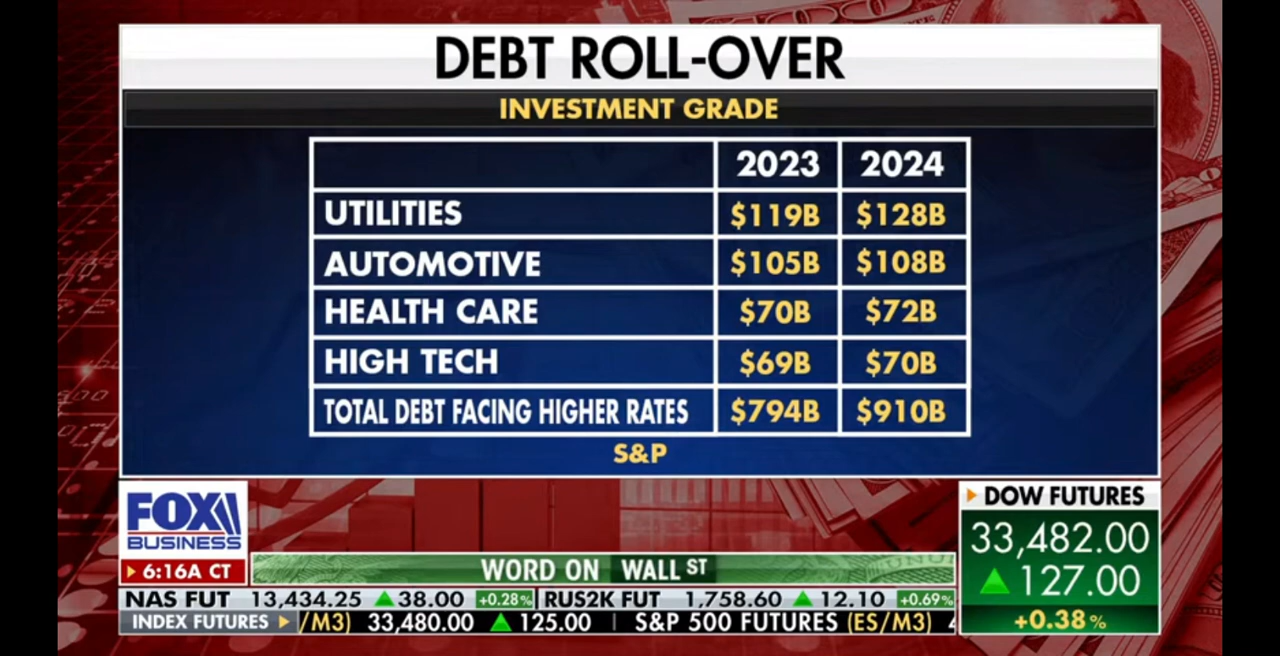 DEBT ROLL-OVER
INVESTMENT GRADE
2023 2024
UTILITIES $119B $128B
AUTOMOTIVE $105B $108B
HEALTH CARE $70B $72B
HIGH TECH $69B $70B
TOTAL DEBT FACING HIGHER RATES $794B $910B
S&P
FOX
BUSINESS
6:16A CT
WORD ON WALL ST
DOW FUTURES
33,482.00
127.00
+0.38%
NAS FUT 13,434.25 38.00 +0.28% RUS2K FUT 1,758.60 12.10 +0.69%
INDEX FUTURES /M3) 33,480.00 125.00 S&P 500 FUTURES (ES/M3)